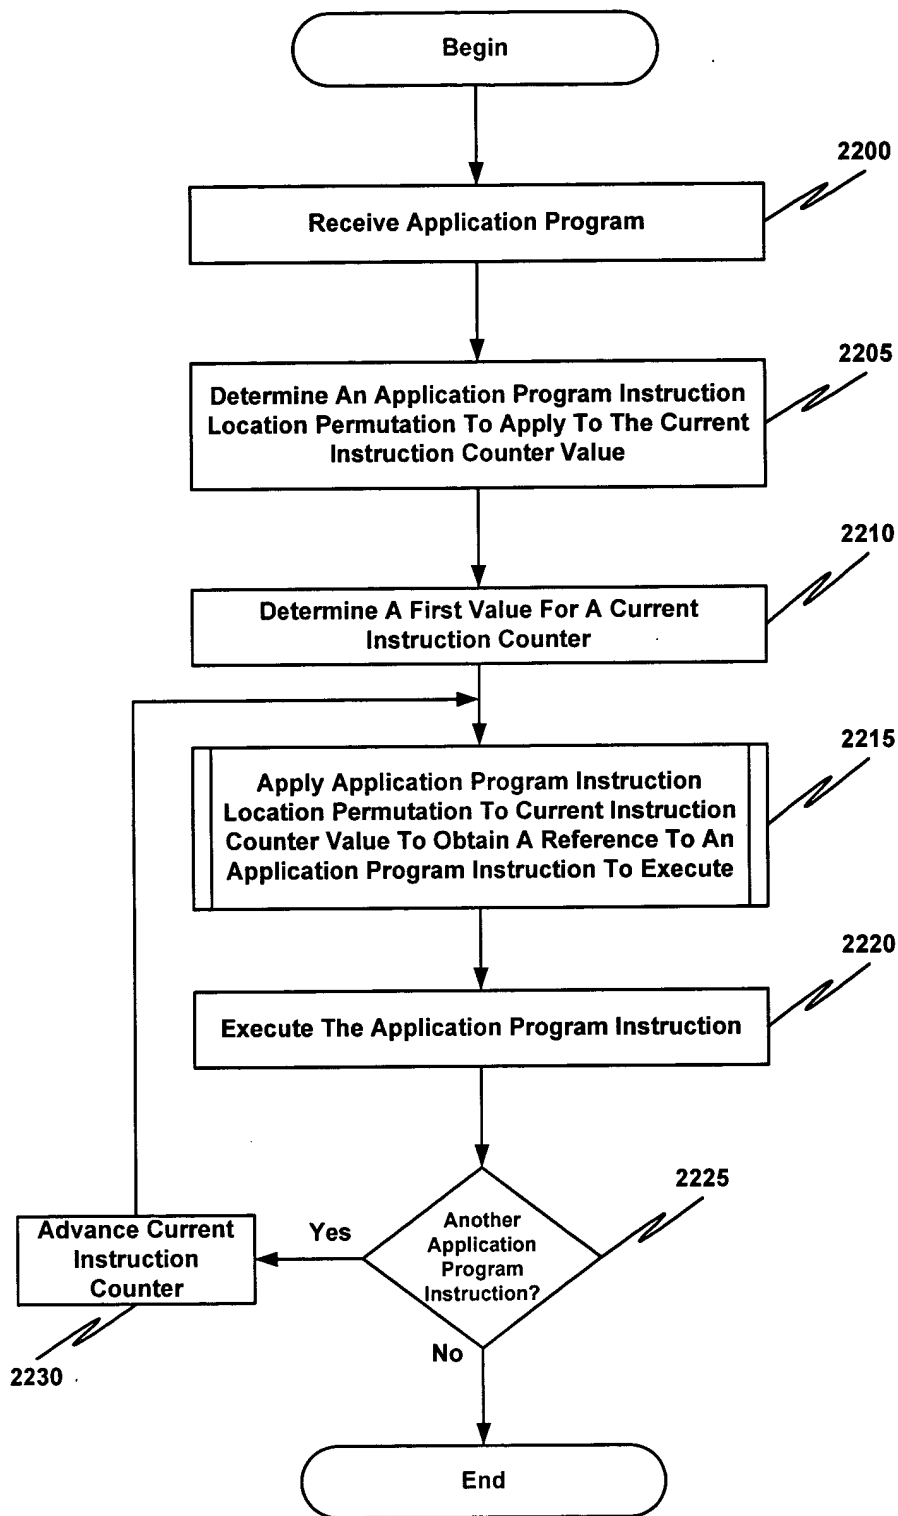 Begin
2200
Receive Application Program
2205
Determine An Application Program Instruction
Location Permutation To Apply To The Current
Instruction Counter Value
2210
Determine A First Value For A Current
Instruction Counter
2215
Apply Application Program Instruction
Location Permutation To Current Instruction
Counter Value To Obtain A Reference To An
Application Program Instruction To Execute
2220
Execute The Application Program Instruction
2225
Another
Application
Program
Instruction?
Yes
Advance Current
Instruction
Counter
2230
No
End